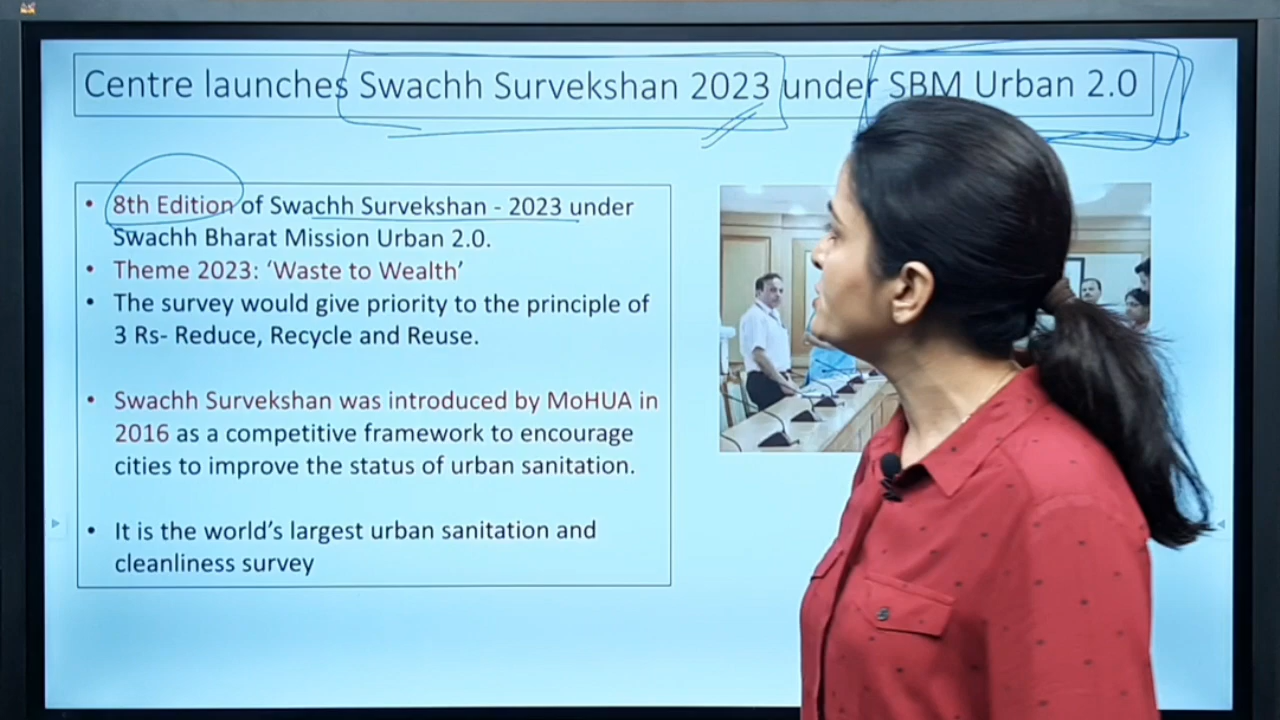 Centre launches Swachh Survekshan 2023 under SBM Urban 2.0
• 8th Edition of Swachh Survekshan - 2023 under
Swachh Bharat Mission Urban 2.0.
• Theme 2023: ‘Waste to Wealth’
• The survey would give priority to the principle of
3 Rs- Reduce, Recycle and Reuse.
• Swachh Survekshan was introduced by MoHUA in
2016 as a competitive framework to encourage
cities to improve the status of urban sanitation.
• It is the world’s largest urban sanitation and
cleanliness survey